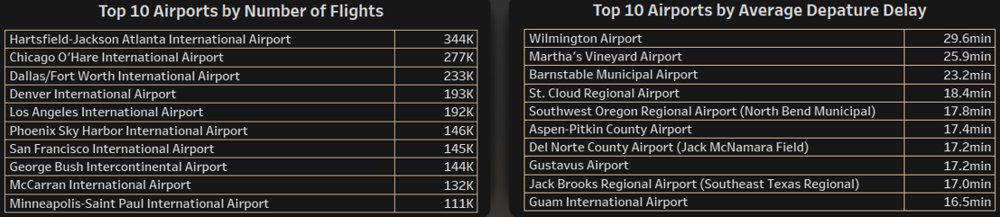 Top 10 Airports by Number of Flights
Hartsfield-Jackson Atlanta International Airport 344K
Chicago O’Hare International Airport 277K
Dallas/Fort Worth International Airport 233K
Denver International Airport 193K
Los Angeles International Airport 192K
Phoenix Sky Harbor International Airport 146K
San Francisco International Airport 145K
George Bush Intercontinental Airport 144K
McCarran International Airport 132K
Minneapolis-Saint Paul International Airport 111K
Top 10 Airports by Average Depature Delay
Wilmington Airport 29.6min
Martha’s Vineyard Airport 25.9min
Barnstable Municipal Airport 23.2min
St. Cloud Regional Airport 18.4min
Southwest Oregon Regional Airport (North Bend Municipal) 17.8min
Aspen-Pitkin County Airport 17.4min
Del Norte County Airport (Jack McNamara Field) 17.2min
Gustavus Airport 17.2min
Jack Brooks Regional Airport (Southeast Texas Regional) 17.0min
Guam International Airport 16.5min